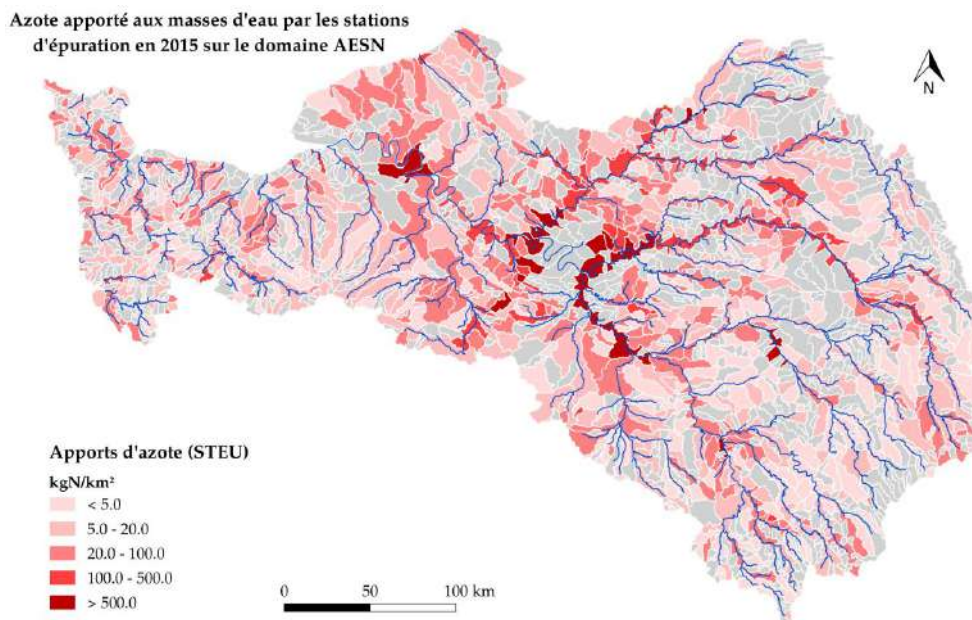 Azote apporté aux masses d'eau par les stations
d'épuration en 2015 sur le domaine AESN
N
Apports d'azote (STEU)
kgN/km²
< 5.0
5.0 - 20.0
20.0 - 100.0
100.0 - 500.0
> 500.0
0 50 100 km